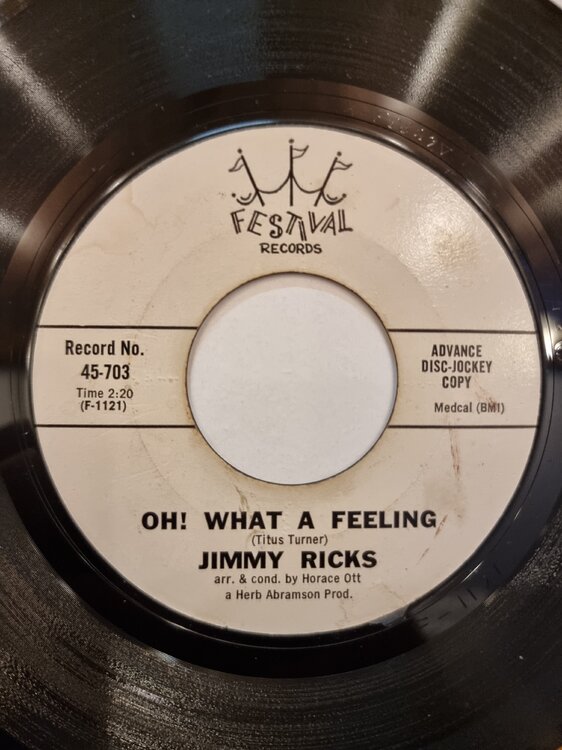 FESTIVAL
RECORDS
Record No.
45-703
Time 2:20
(F-1121)
ADVANCE
DISC-JOCKEY
COPY
Medcal (BMI)
OH! WHAT A FEELING
(Titus Turner)
JIMMY RICKS
arr. & cond. by Horace Ott
a Herb Abramson Prod.